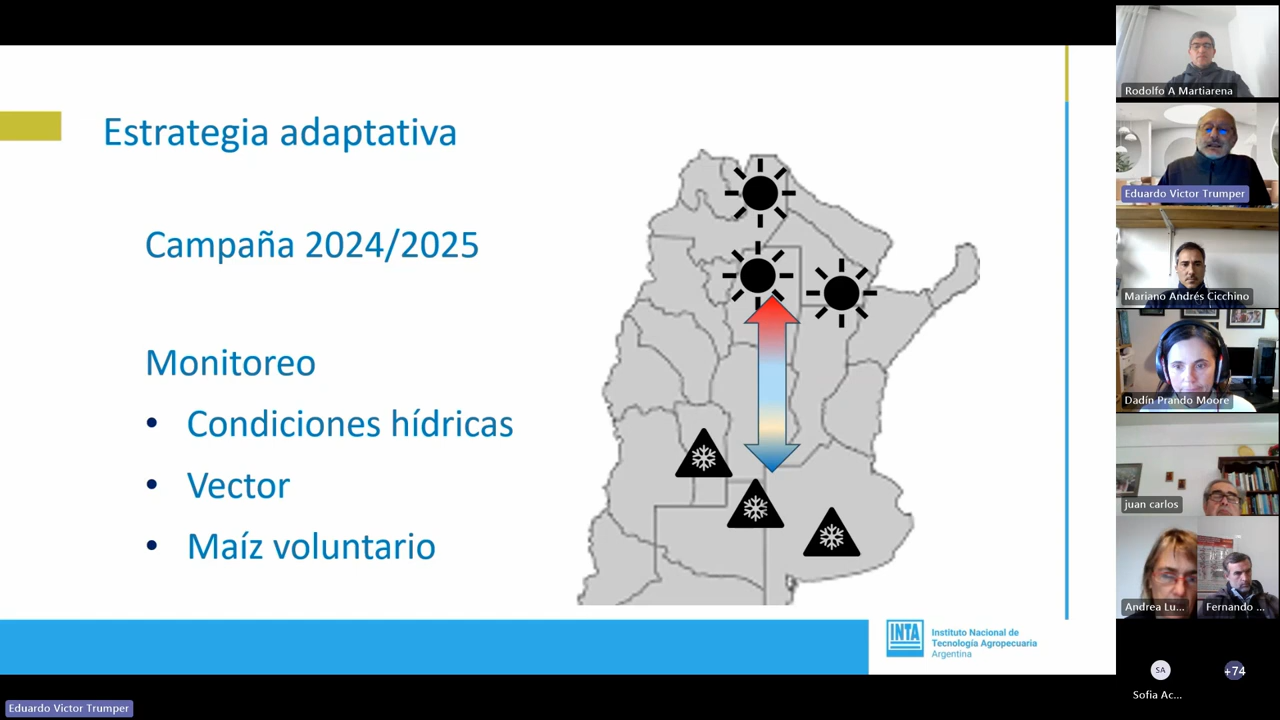 Estrategia adaptativa
Campaña 2024/2025
Monitoreo
• Condiciones hídricas
• Vector
• Maíz voluntario
INTA
Instituto Nacional de
Tecnología Agropecuaria
Argentina
Eduardo Victor Trumper
Rodolfo A Martiarena
Eduardo Victor Trumper
Mariano Andrés Cicchino
Dadín Prando Moore
juan carlos
Andrea Lu...
Fernando ...
SA
+74
Sofia Ac...